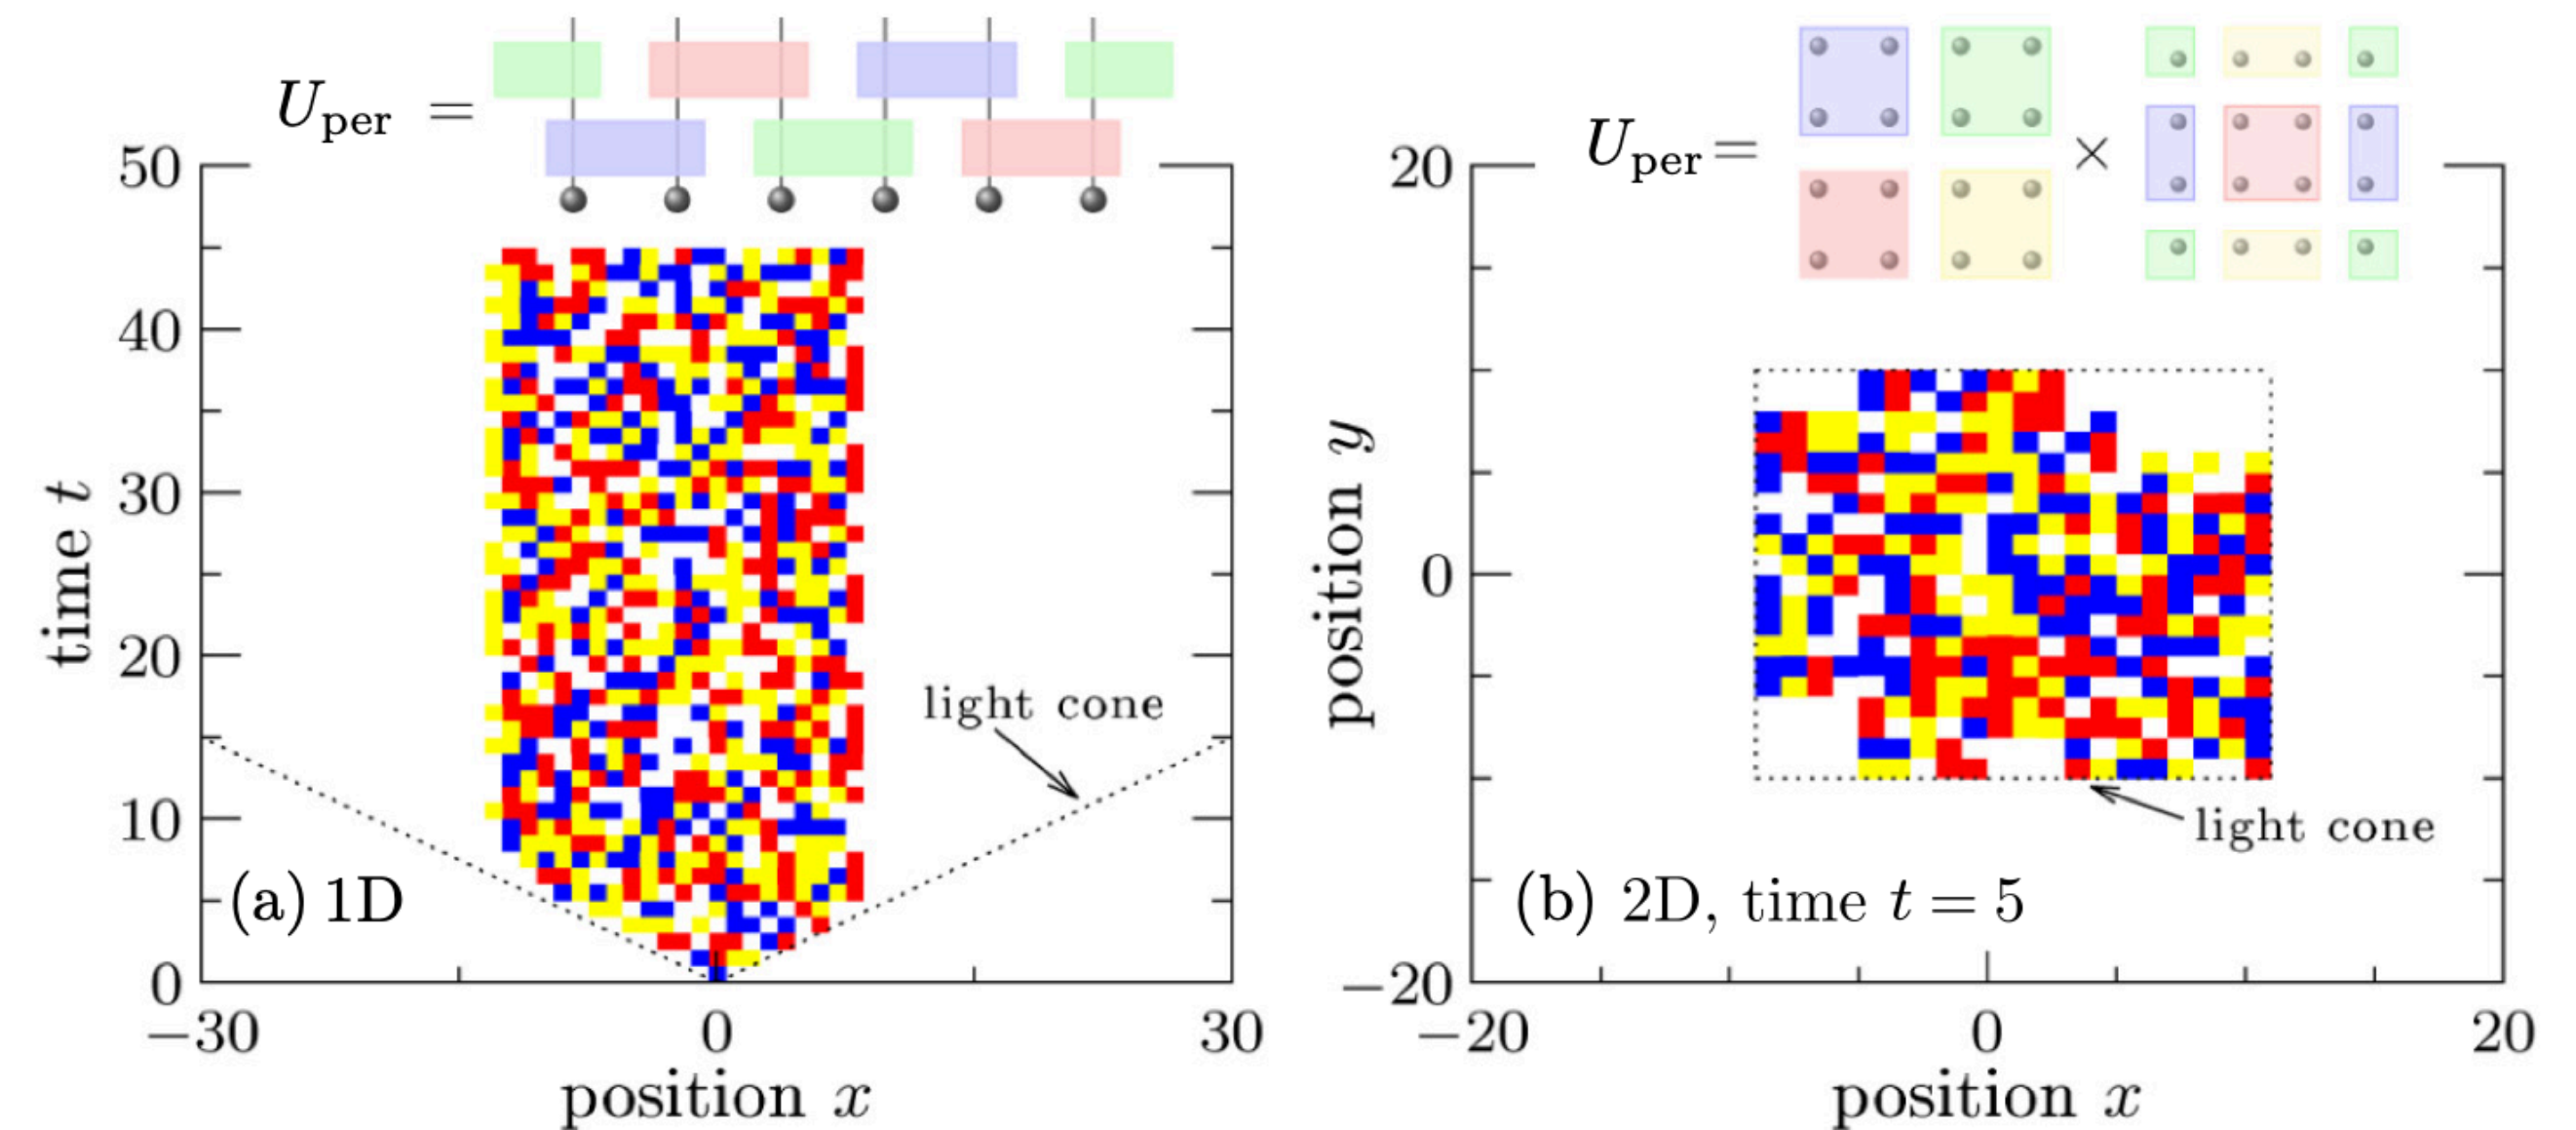 U_per =
50
40
30
20
10
0
time t
light cone
(a) 1D
−30
0
30
position x
U_per = ×
20
0
−20
position y
light cone
(b) 2D, time t = 5
−20
0
20
position x